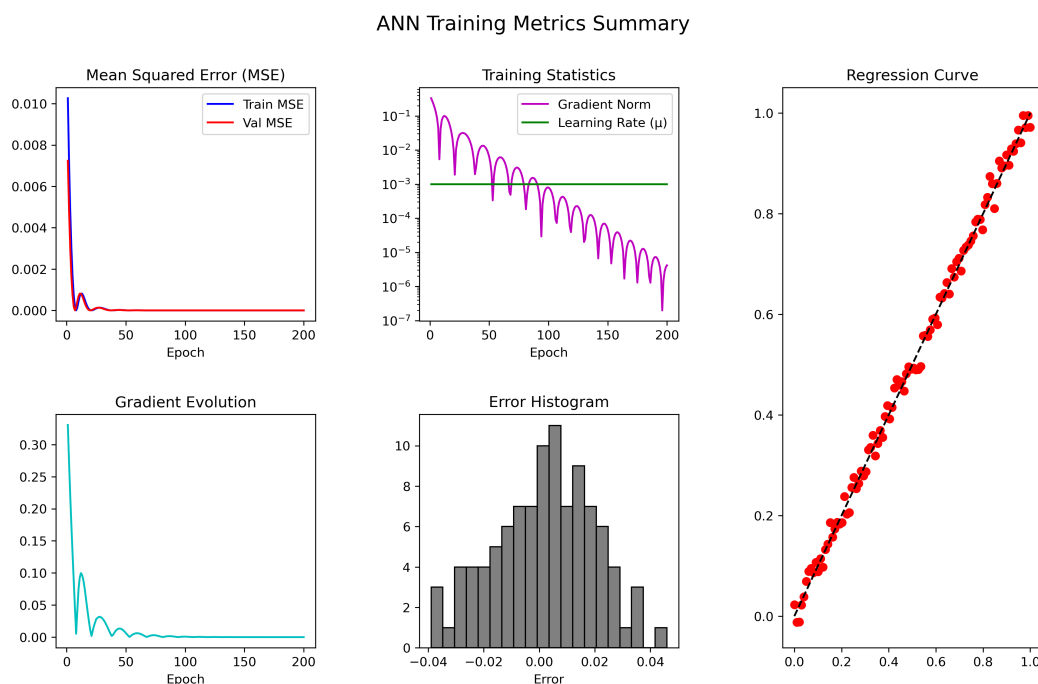 ANN Training Metrics Summary
Mean Squared Error (MSE)
0.010
0.008
0.006
0.004
0.002
0.000
Train MSE
Val MSE
0 50 100 150 200
Epoch
Training Statistics
10⁻¹
10⁻²
10⁻³
10⁻⁴
10⁻⁵
10⁻⁶
10⁻⁷
Gradient Norm
Learning Rate (μ)
0 50 100 150 200
Epoch
Regression Curve
1.0
0.8
0.6
0.4
0.2
0.0
0.0 0.2 0.4 0.6 0.8 1.0
Gradient Evolution
0.30
0.25
0.20
0.15
0.10
0.05
0.00
0 50 100 150 200
Epoch
Error Histogram
10
8
6
4
2
0
−0.04 −0.02 0.00 0.02 0.04
Error